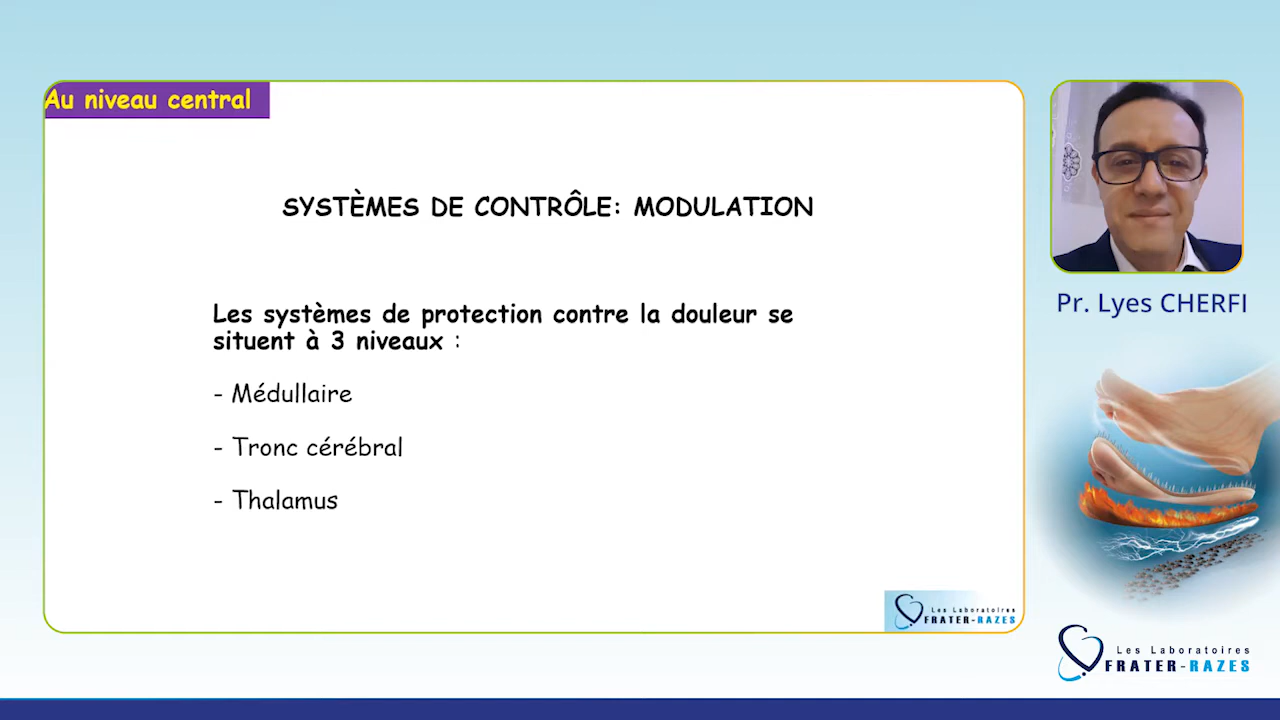 Au niveau central
SYSTÈMES DE CONTRÔLE: MODULATION
Les systèmes de protection contre la douleur se
situent à 3 niveaux :
- Médullaire
- Tronc cérébral
- Thalamus
Les Laboratoires
FRATER-RAZES
Pr. Lyes CHERFI
Les Laboratoires
FRATER-RAZES